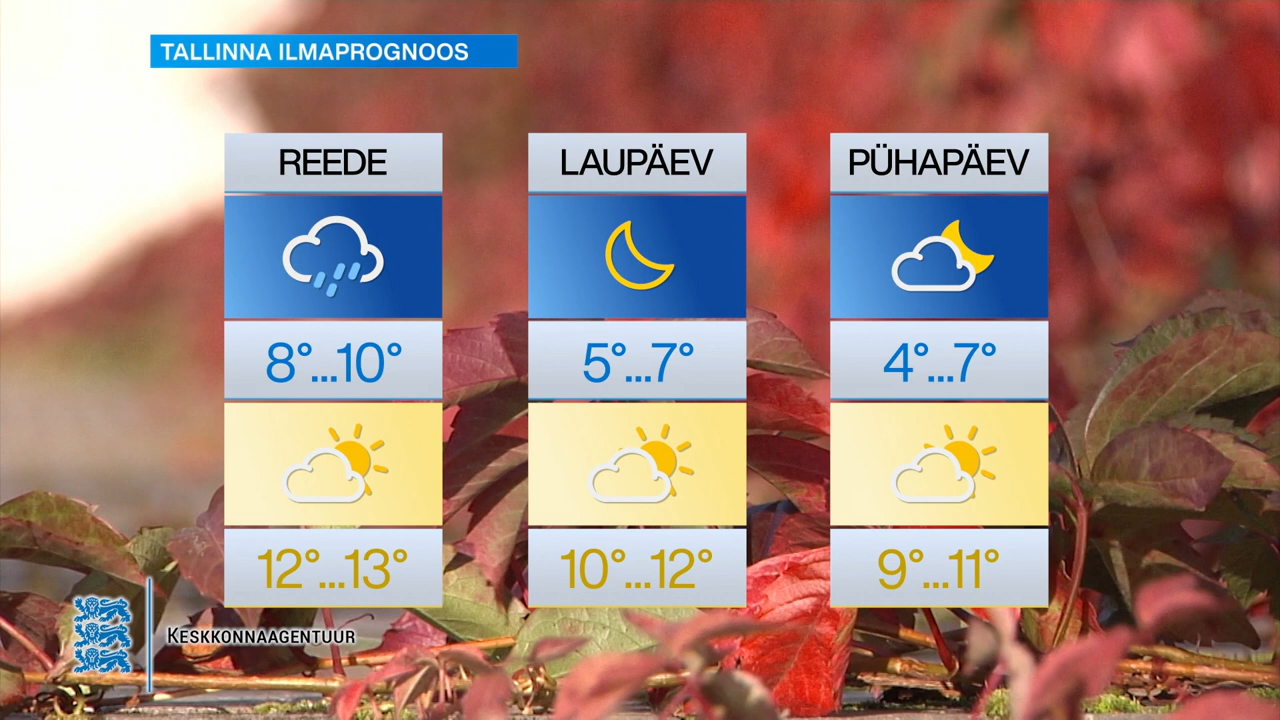 TALLINNA ILMAPROGNOOS
REEDE
8°...10°
12°...13°
LAUPÄEV
5°...7°
10°...12°
PÜHAPÄEV
4°...7°
9°...11°
KESKKONNAAGENTUUR